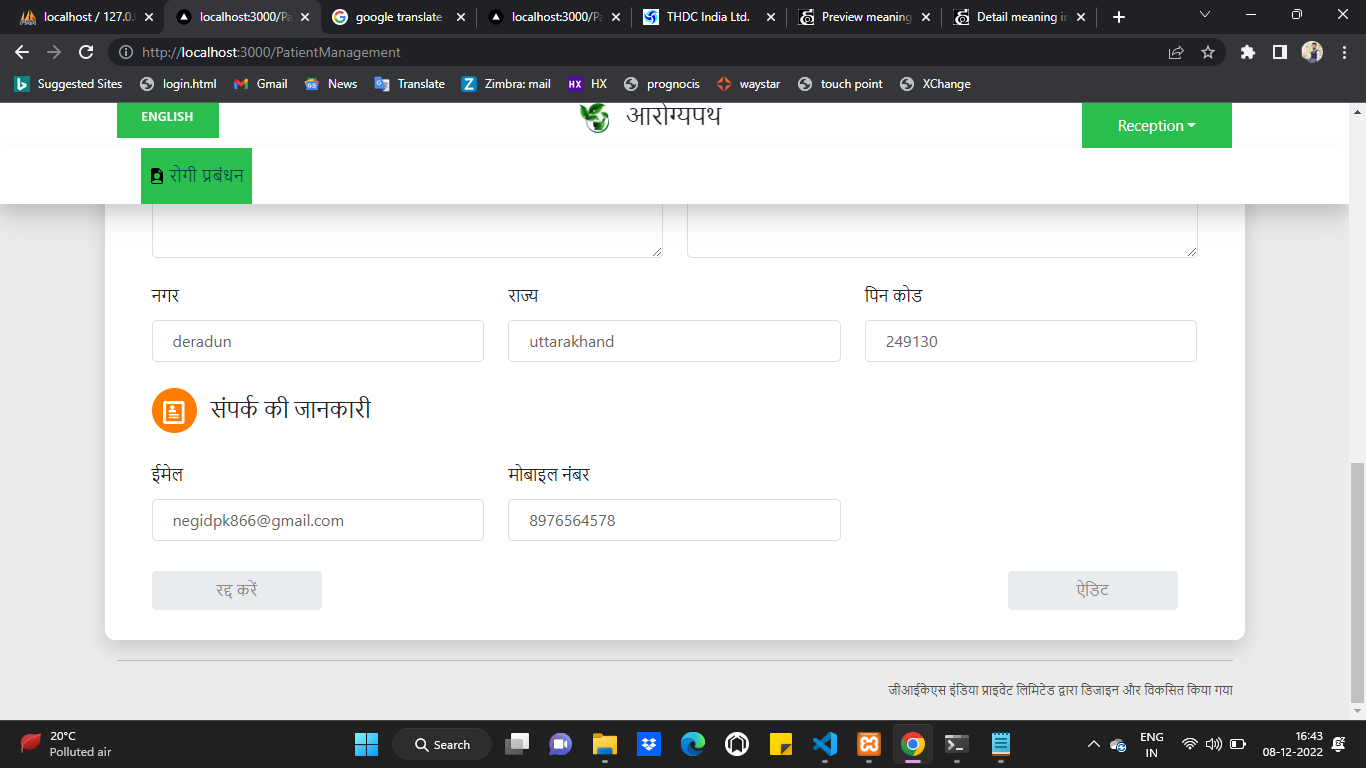 localhost / 127.0.
localhost:3000/Pa
google translate
localhost:3000/Pa
THDC India Ltd.
Preview meaning
Detail meaning in
http://localhost:3000/PatientManagement
Suggested Sites
login.html
Gmail
News
Translate
Zimbra: mail
HX HX
prognocis
waystar
touch point
XChange
ENGLISH
आरोग्यपथ
Reception
रोगी प्रबंधन
नगर
राज्य
पिन कोड
deradun
uttarakhand
249130
संपर्क की जानकारी
ईमेल
मोबाइल नंबर
negidpk866@gmail.com
8976564578
रद्द करें
ऐडिट
जीआईकेएस इंडिया प्राइवेट लिमिटेड द्वारा डिजाइन और विकसित किया गया
20°C
Polluted air
Search
ENG
IN
16:43
08-12-2022